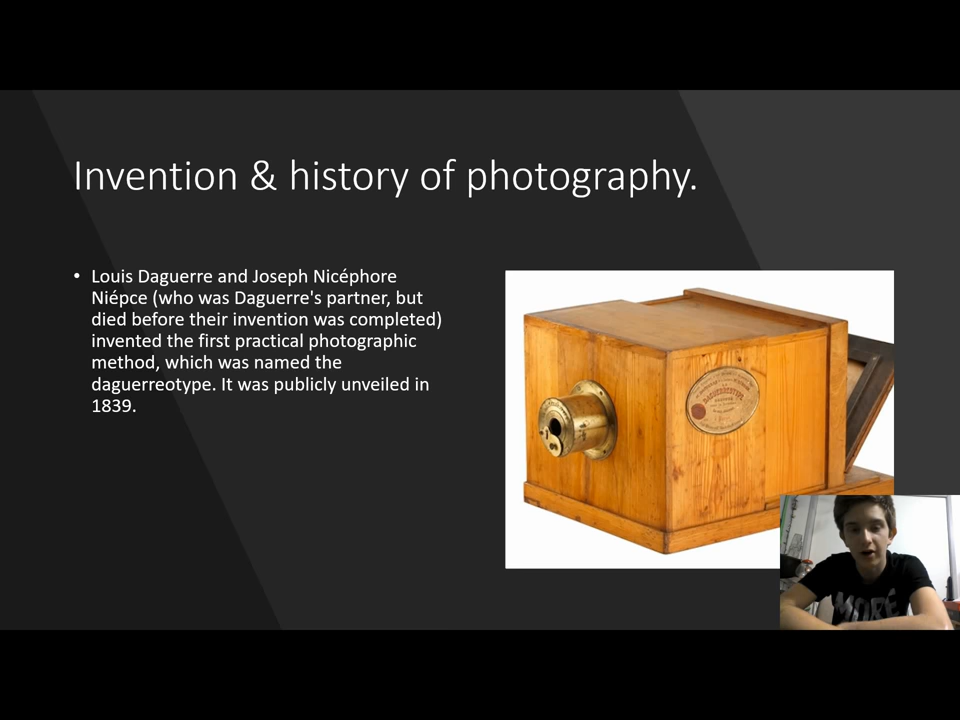 Invention & history of photography.
• Louis Daguerre and Joseph Nicéphore
Niépce (who was Daguerre's partner, but
died before their invention was completed)
invented the first practical photographic
method, which was named the
daguerreotype. It was publicly unveiled in
1839.
DAGUERROTYPE
MORE